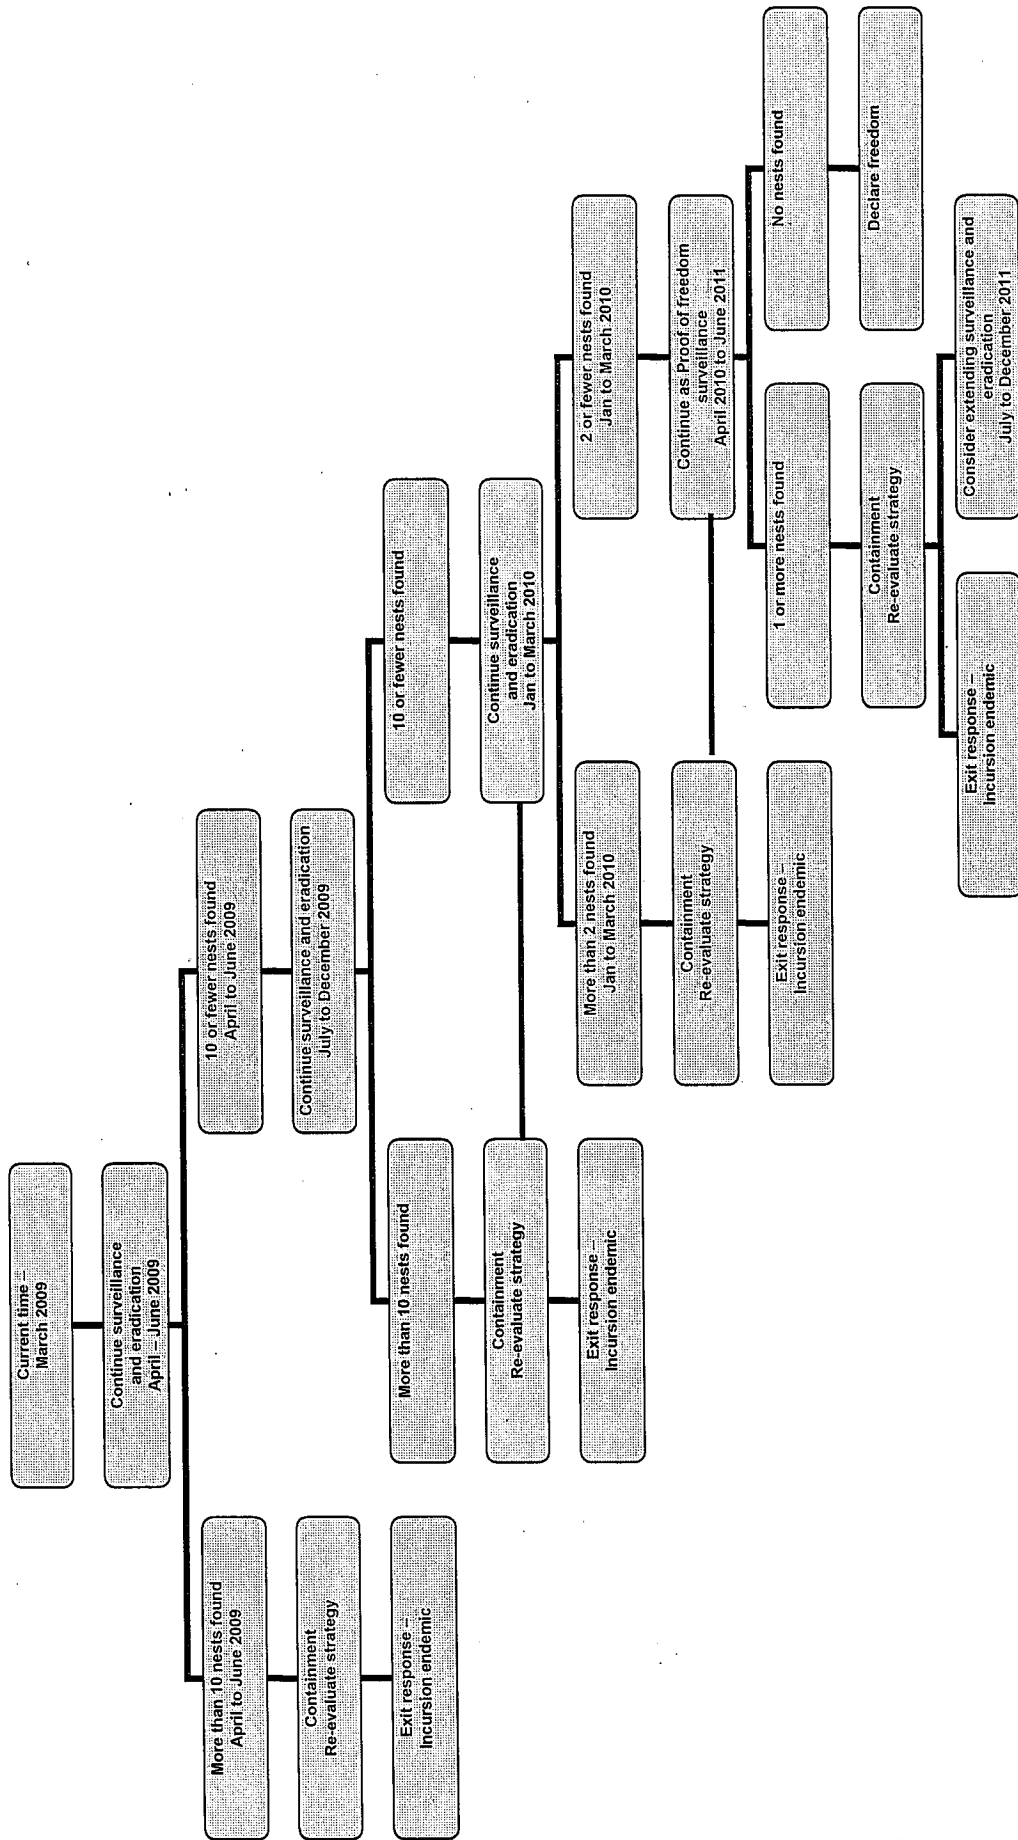 Current time –
March 2009
Continue surveillance
and eradication
April – June 2009
More than 10 nests found
April to June 2009
Containment
Re-evaluate strategy
Exit response –
Incursion endemic
10 or fewer nests found
April to June 2009
Continue surveillance and eradication
July to December 2009
More than 10 nests found
Containment
Re-evaluate strategy
Exit response –
Incursion endemic
10 or fewer nests found
Continue surveillance
and eradication
Jan to March 2010
More than 2 nests found
Jan to March 2010
Containment
Re-evaluate strategy
Exit response –
Incursion endemic
2 or fewer nests found
Jan to March 2010
Continue as Proof of freedom
surveillance
April 2010 to June 2011
1 or more nests found
Containment
Re-evaluate strategy
Exit response –
Incursion endemic
Consider extending surveillance and
eradication
July to December 2011
No nests found
Declare freedom